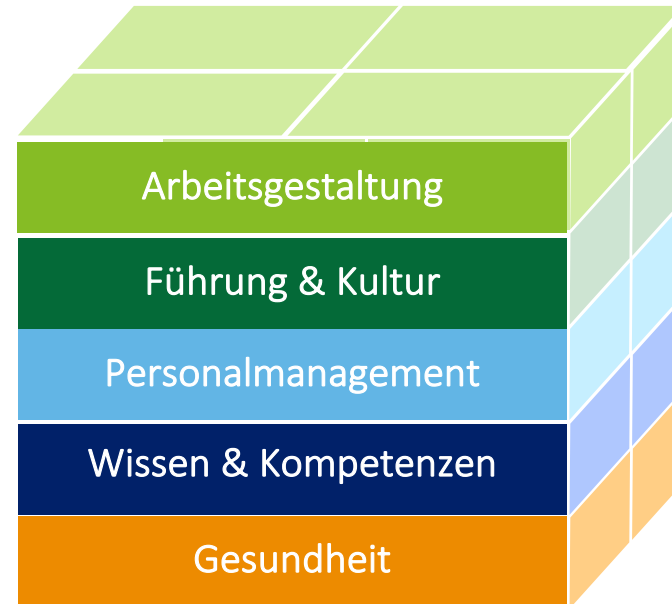 Arbeitsgestaltung
Führung & Kultur
Personalmanagement
Wissen & Kompetenzen
Gesundheit